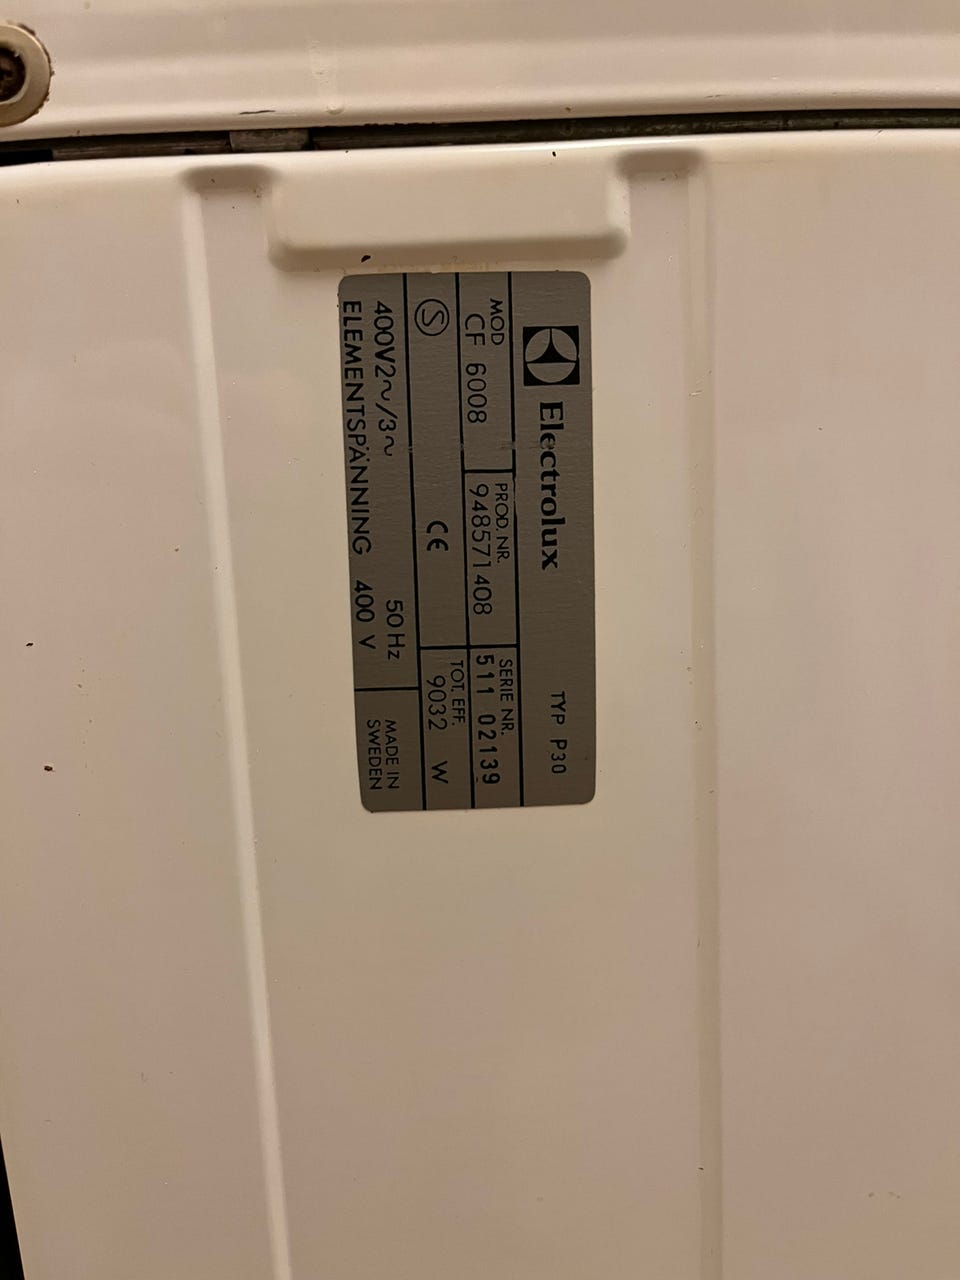 Electrolux
TYP P30
MOD PROD. NR. SERIE NR.
CF 6008 948571408 511 02139
S CE TOT. EFF.
9032 W
400V2~/3~ 50 Hz
ELEMENTSPÄNNING 400 V
MADE IN
SWEDEN